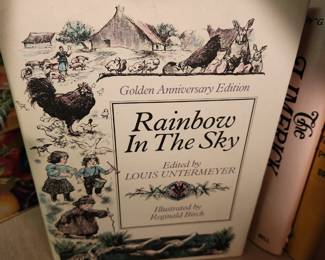 Golden Anniversary Edition
Rainbow
In The Sky
Edited by
LOUIS UNTERMEYER
Illustrated by
Reginald Birch